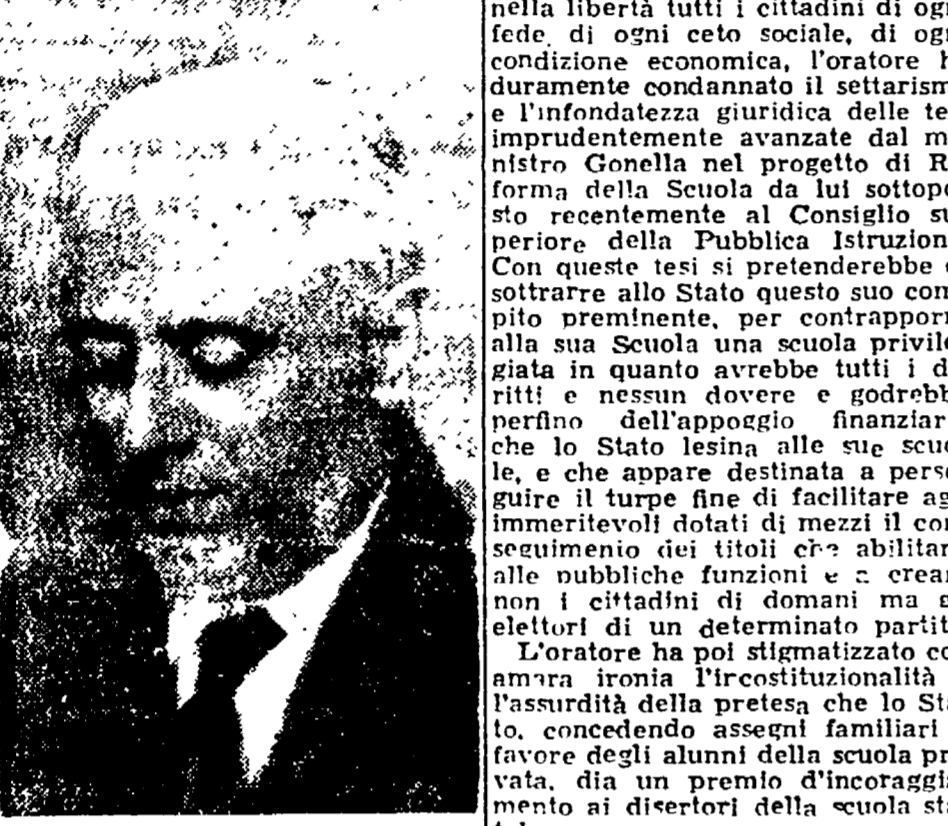 nella libertà tutti i cittadini di og
fede, di ogni ceto sociale, di og
condizione economica, l'oratore h
duramente condannato il settarism
e l'infondatezza giuridica delle te
imprudentemente avanzate dal m
nistro Gonella nel progetto di R
forma della Scuola da lui sottopo
sto recentemente al Consiglio su
periore della Pubblica Istruzion
Con queste tesi si pretenderebbe
sottrarre allo Stato questo suo com
pito preminente, per contrapporr
alla sua Scuola una scuola privile
giata in quanto avrebbe tutti i d
ritti e nessun dovere e godrebb
perfino dell'appoggio finanziar
che lo Stato lesina alle sue scuo
le, e che appare destinata a perse
guire il turpe fine di facilitare ag
immeritevoli dotati di mezzi il con
seguimenio dei titoli che abilitan
alle pubbliche funzioni e a crear
non i cittadini di domani ma
elettori di un determinato partit
L'oratore ha poi stigmatizzato co
amara ironia l'ircostituzionalità
l'assurdità della pretesa che lo Sta
to, concedendo assegni familiari
favore degli alunni della scuola pr
vata, dia un premio d'incoraggia
mento ai disertori della scuola sta